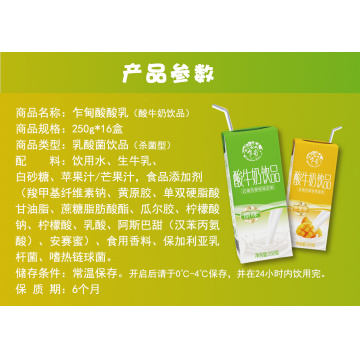 产品参数
商品名称：乍甸酸酸乳（酸牛奶饮品）
商品规格：250g*16盒
商品类型：乳酸菌饮品（杀菌型）
配　　料：饮用水、生牛乳、
白砂糖、苹果汁/芒果汁，食品添加剂
（羧甲基纤维素钠、黄原胶、单双硬脂酸
甘油脂、蔗糖脂肪酸酯、瓜尔胶、柠檬酸
钠、柠檬酸、乳酸、阿斯巴甜（汉苯丙氨
酸）、安赛蜜）、食用香料、保加利亚乳
杆菌、嗜热链球菌。
储存条件：常温保存。开启后请于0℃-4℃保存，并在24小时内饮用完。
保 质 期：6个月
酸牛奶饮品
酸牛奶饮品